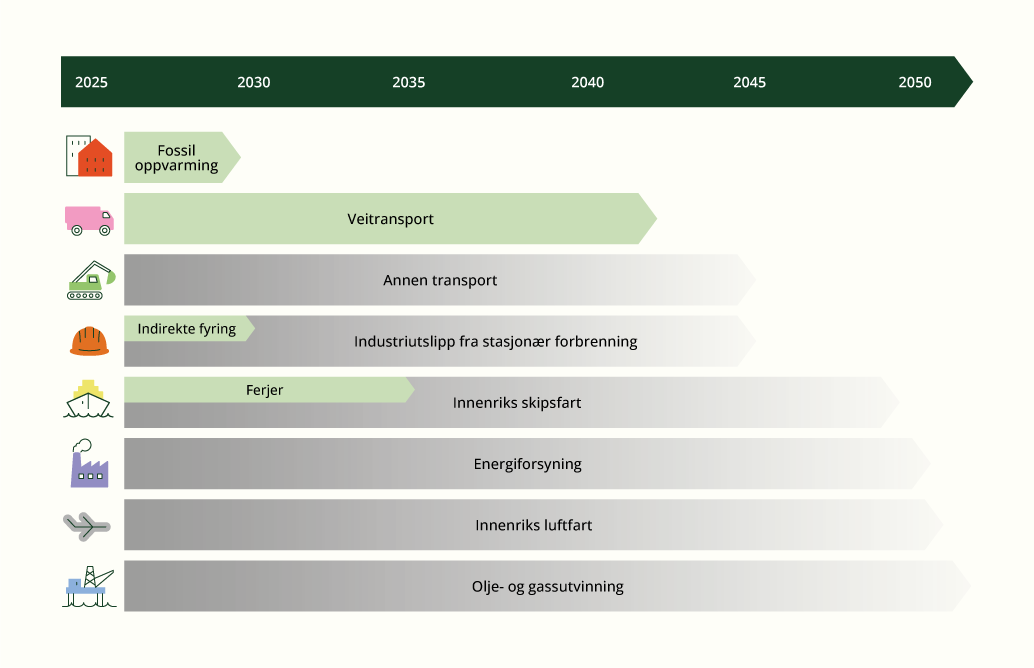 2025 2030 2035 2040 2045 2050
Fossil
oppvarming
Veitransport
Annen transport
Indirekte fyring
Industriutslipp fra stasjonær forbrenning
Ferjer
Innenriks skipsfart
Energiforsyning
Innenriks luftfart
Olje- og gassutvinning